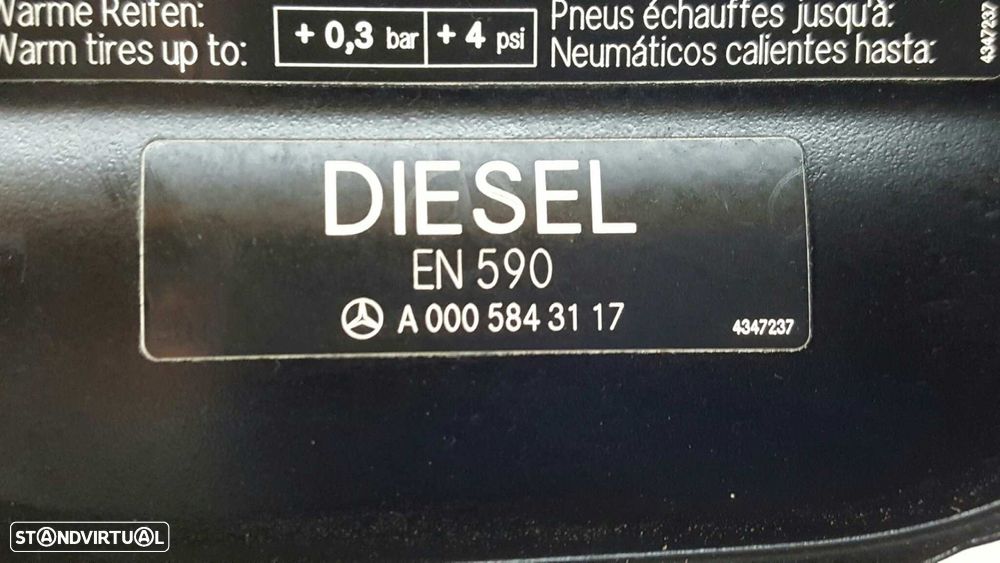 Warme Reifen:
Warm tires up to:
+ 0,3 bar + 4 psi
Pneus échauffes jusqu'à:
Neumáticos calientes hasta:
4347237
DIESEL
EN 590
A 000 584 31 17
4347237
STANDVIRTUAL